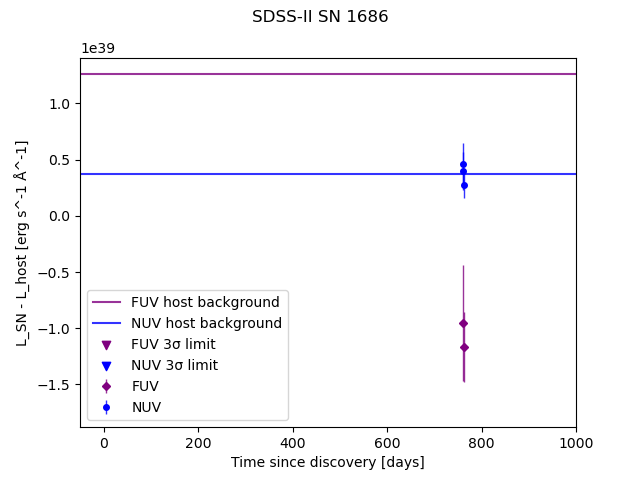 SDSS-II SN 1686
1e39
1.0
0.5
0.0
−0.5
−1.0
−1.5
L_SN - L_host [erg s^-1 Å^-1]
FUV host background
NUV host background
FUV 3σ limit
NUV 3σ limit
FUV
NUV
0 200 400 600 800 1000
Time since discovery [days]